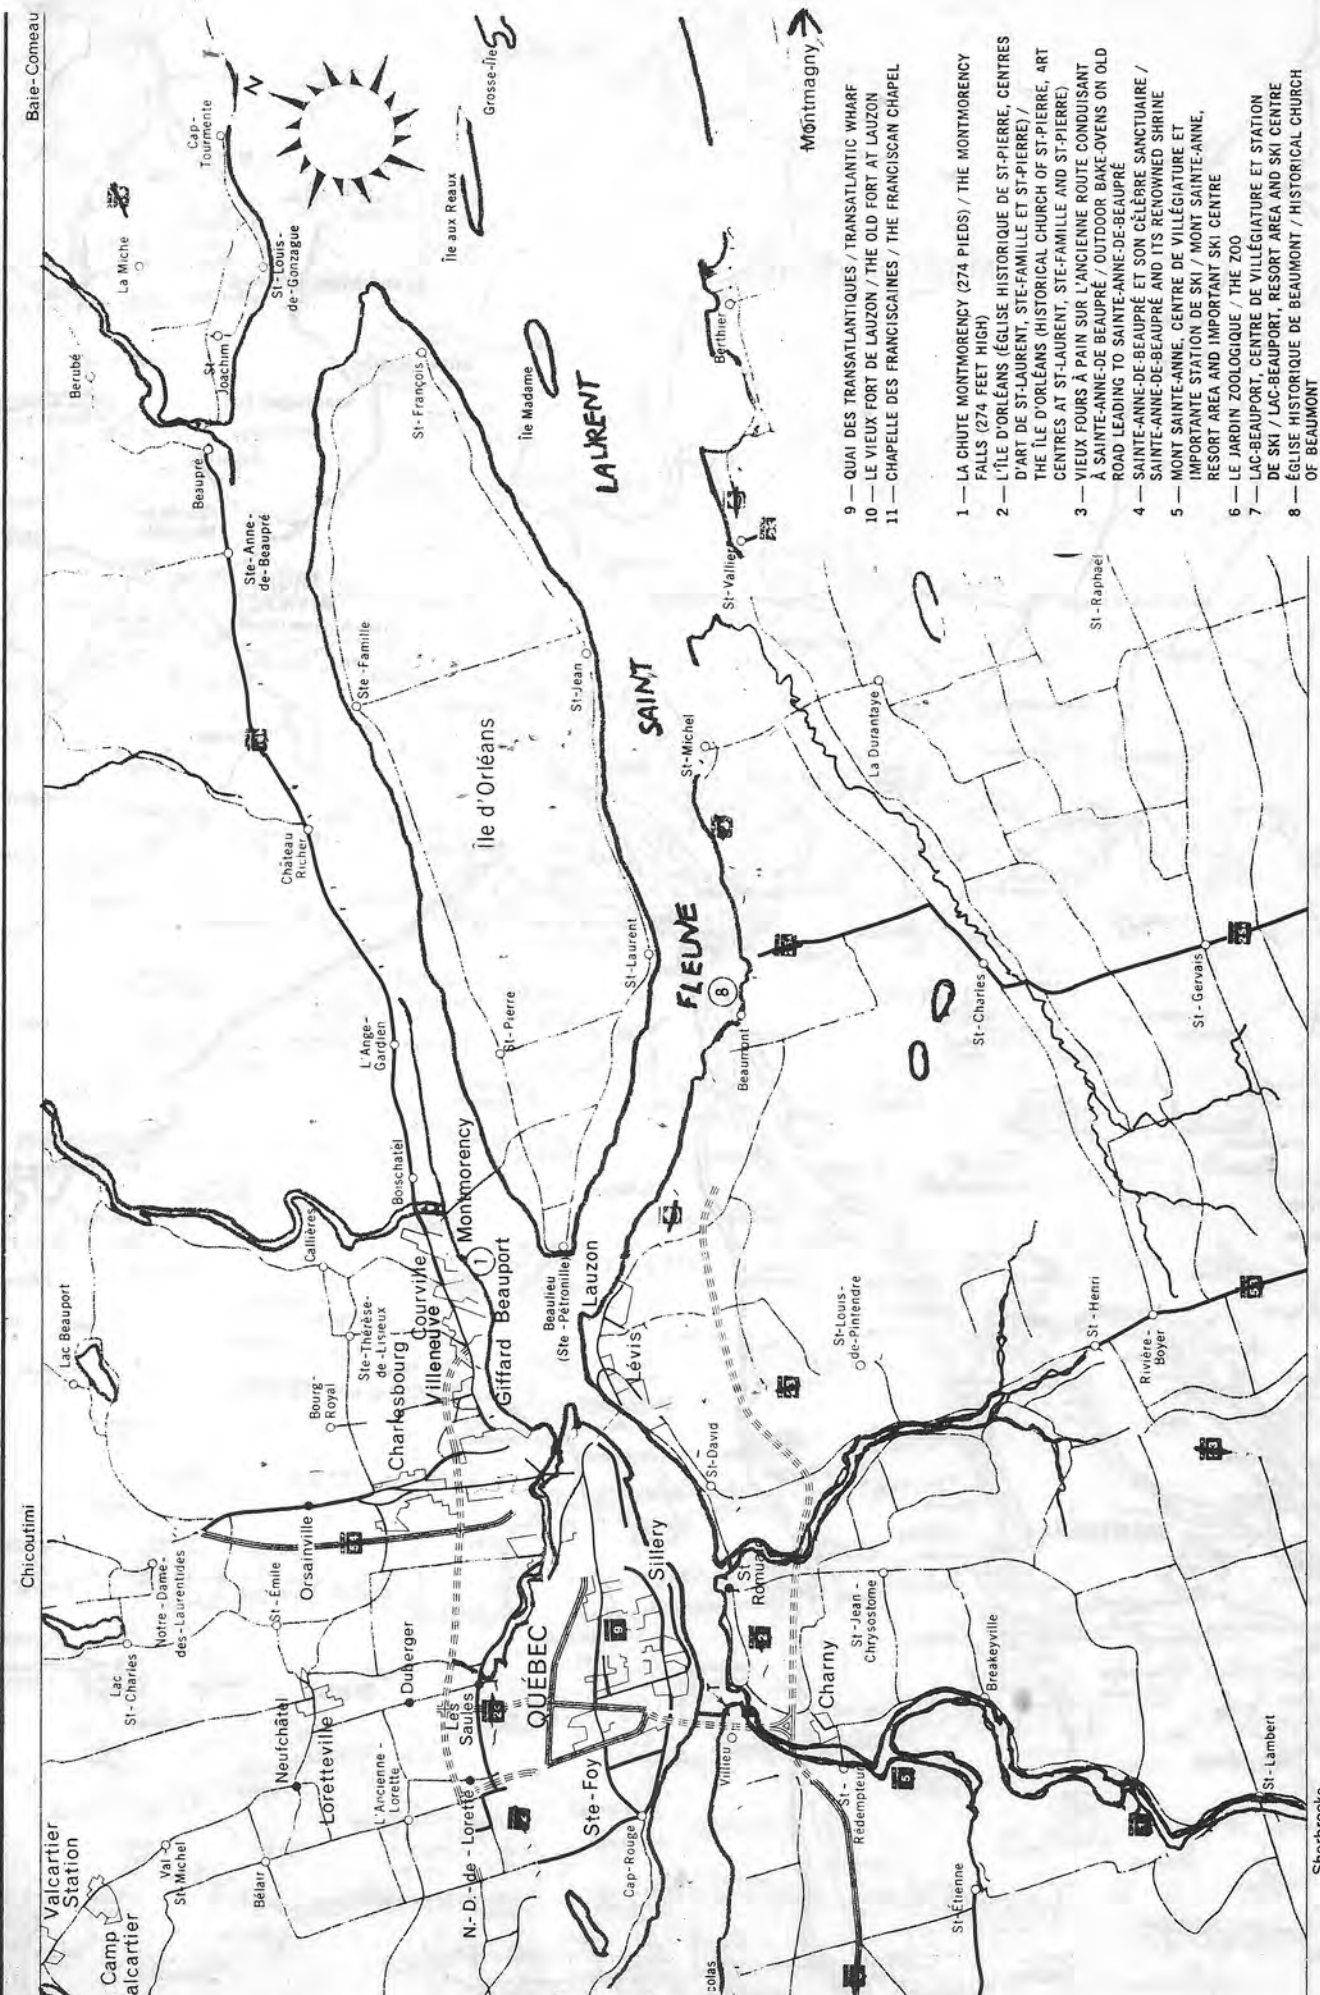 Baie-Comeau
Chicoutimi
N
Cap-
Tourmente
La Miche
Berubé
St-
Joachim
St-Louis-
de-Gonzague
Beaupré
Ste-Anne-
de-Beaupré
Grosse-Île
Île aux Reaux
Île Madame
St-François
Ste-Famille
St-Jean
Île d'Orléans
Château
Richer
L'Ange-
Gardien
Boischatel
St-Pierre
St-Laurent
FLEUVE
SAINT
LAURENT
Montmagny
Berthier
St-Vallier
St-Michel
La Durantaye
St-Raphael
8
Beaumont
St-Charles
St-Gervais
Lac Beauport
Callières
Ste-Thérèse-
de-Lisieux
Bourg-
Royal
Montmorency
1
Courville
Villeneuve
Beauport
Giffard
Charlesbourg
Beaulieu
(Ste-Pétronille)
Lauzon
Lévis
St-David
St-Louis-
de-Pintendre
St-Henri
Rivière-
Boyer
Notre-Dame-
des-Laurentides
Orsainville
St-Émile
Lac
St-Charles
Neufchâtel
Loretteville
Duberger
Les
Saules
QUÉBEC
Sillery
St
Romuald
St-Jean-
Chrysostome
Charny
Breakeyville
Villieu
St-
Rédempteur
Ste-Foy
Cap-Rouge
L'Ancienne-
Lorette
N.-D.-de-Lorette
Val-
St-Michel
Bélair
Valcartier
Station
Camp
alcartier
colas
St-Étienne
St-Lambert
Sherbrooke
9 — QUAI DES TRANSATLANTIQUES / TRANSATLANTIC WHARF
10 — LE VIEUX FORT DE LAUZON / THE OLD FORT AT LAUZON
11 — CHAPELLE DES FRANCISCAINES / THE FRANCISCAN CHAPEL
1 — LA CHUTE MONTMORENCY (274 PIEDS) / THE MONTMORENCY
FALLS (274 FEET HIGH)
2 — L'ÎLE D'ORLÉANS (ÉGLISE HISTORIQUE DE ST-PIERRE, CENTRES
D'ART DE ST-LAURENT, STE-FAMILLE ET ST-PIERRE) /
THE ÎLE D'ORLÉANS (HISTORICAL CHURCH OF ST-PIERRE, ART
CENTRES AT ST-LAURENT, STE-FAMILLE AND ST-PIERRE)
3 — VIEUX FOURS À PAIN SUR L'ANCIENNE ROUTE CONDUISANT
À SAINTE-ANNE-DE BEAUPRÉ / OUTDOOR BAKE-OVENS ON OLD
ROAD LEADING TO SAINTE-ANNE-DE-BEAUPRÉ
4 — SAINTE-ANNE-DE-BEAUPRÉ ET SON CÉLÈBRE SANCTUAIRE /
SAINTE-ANNE-DE-BEAUPRÉ AND ITS RENOWNED SHRINE
5 — MONT SAINTE-ANNE, CENTRE DE VILLÉGIATURE ET
IMPORTANTE STATION DE SKI / MONT SAINTE-ANNE,
RESORT AREA AND IMPORTANT SKI CENTRE
6 — LE JARDIN ZOOLOGIQUE / THE ZOO
7 — LAC-BEAUPORT, CENTRE DE VILLÉGIATURE ET STATION
DE SKI / LAC-BEAUPORT, RESORT AREA AND SKI CENTRE
8 — ÉGLISE HISTORIQUE DE BEAUMONT / HISTORICAL CHURCH
OF BEAUMONT